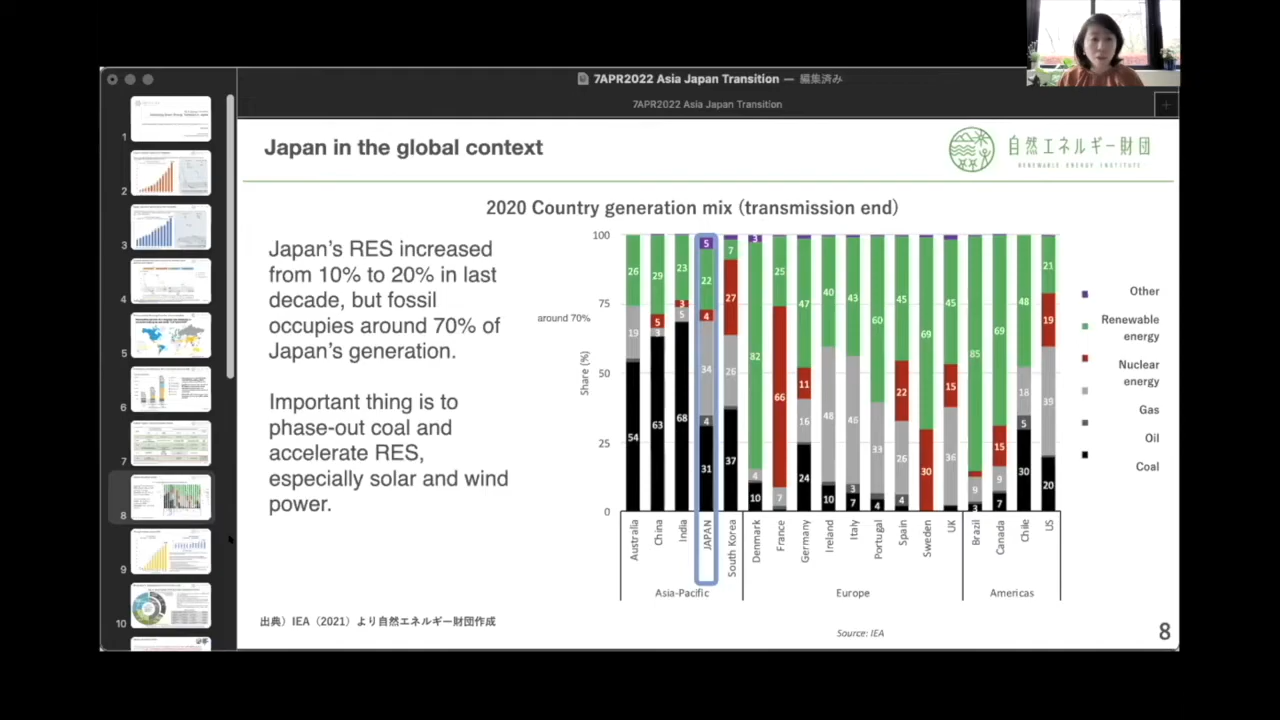 7APR2022 Asia Japan Transition — 編集済み
7APR2022 Asia Japan Transition
1
2
3
4
5
6
7
8
9
10
Japan in the global context
自然エネルギー財団
RENEWABLE ENERGY INSTITUTE
2020 Country generation mix (transmission end)
Japan's RES increased
from 10% to 20% in last
decade, but fossil
occupies around 70% of
Japan's generation.
Important thing is to
phase-out coal and
accelerate RES,
especially solar and wind
power.
around 70%
Share (%)
100
75
50
25
0
26
19
54
29
5
3
63
23
3
5
68
5
22
4
34
4
31
7
27
26
37
3
82
4
10
25
66
7
47
11
16
24
40
48
10
43
46
3
7
60
33
4
45
22
26
4
69
30
45
15
36
85
9
3
69
15
9
7
48
18
5
30
21
19
39
20
Australia
China
India
JAPAN
South Korea
Denmark
France
Germany
Ireland
Italy
Portugal
Spain
Sweden
UK
Brazil
Canada
Chile
US
Asia-Pacific
Europe
Americas
Other
Renewable
energy
Nuclear
energy
Gas
Oil
Coal
出典）IEA（2021）より自然エネルギー財団作成
Source: IEA
8